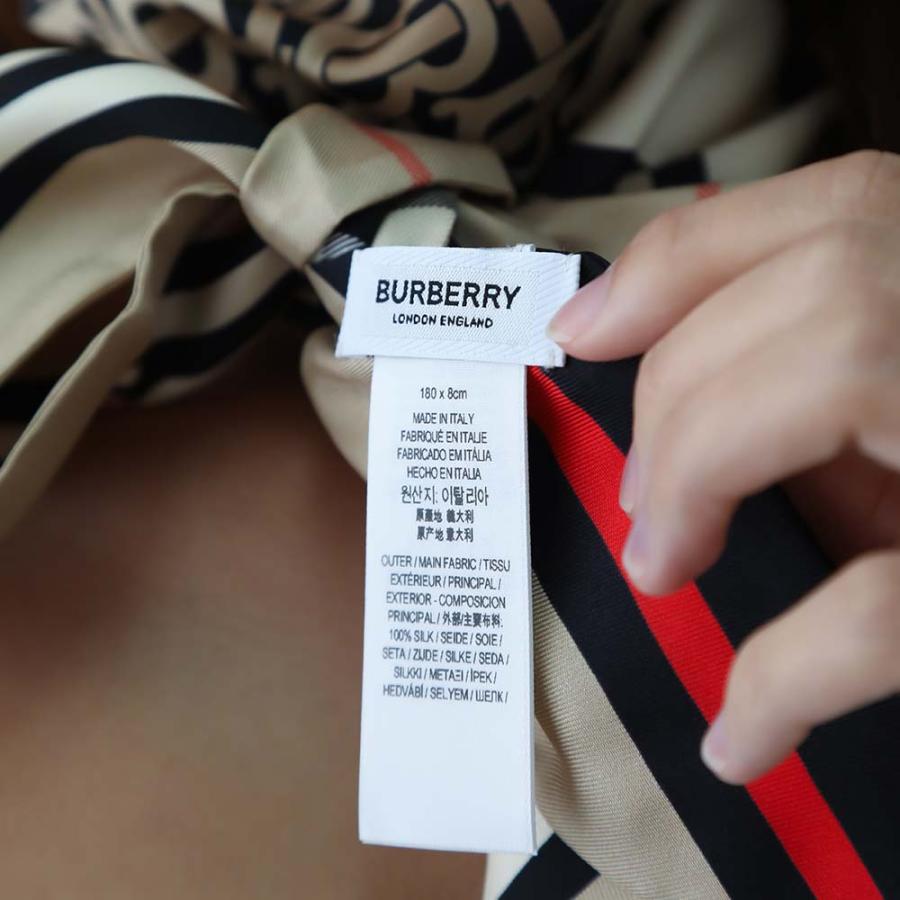 BURBERRY
LONDON ENGLAND
180 x 8cm
MADE IN ITALY
FABRIQUÉ EN ITALIE
FABRICADO EM ITÁLIA
HECHO EN ITALIA
원산지: 이탈리아
原產地 義大利
原产地 意大利
OUTER / MAIN FABRIC / TISSU
EXTÉRIEUR / PRINCIPAL /
EXTERIOR - COMPOSICION
PRINCIPAL / 外部/主要布料:
100% SILK / SEIDE / SOIE /
SETA / ZIJDE / SILKE / SEDA /
SILKKI / ΜΕΤΑΞΙ / İPEK /
HEDVÁBÍ / SELYEM / ШЕЛК /